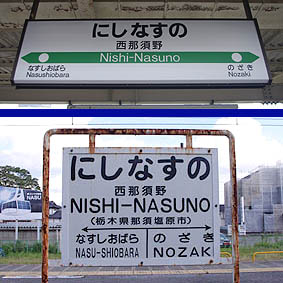 にしなすの
西那須野
Nishi-Nasuno
なすしおばら のざき
Nasushiobara Nozaki
にしなすの
西那須野
NISHI-NASUNO
(栃木県那須塩原市)
なすしおばら のざき
NASU-SHIOBARA NOZAK